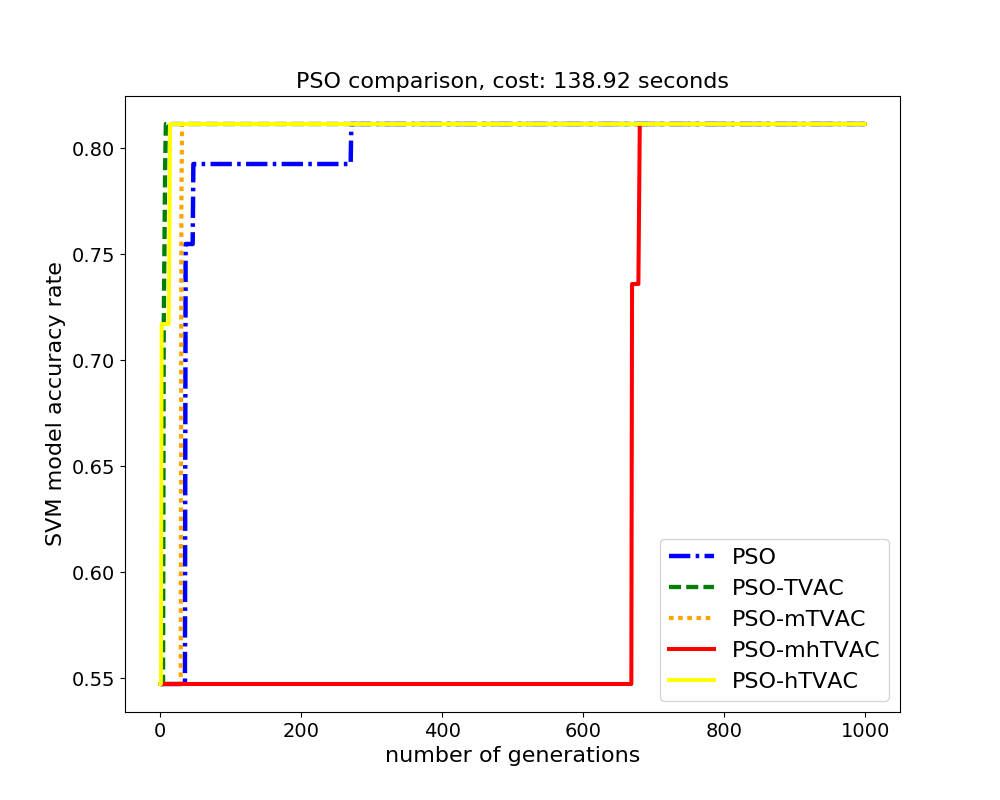 PSO comparison, cost: 138.92 seconds
SVM model accuracy rate
0.80
0.75
0.70
0.65
0.60
0.55
0 200 400 600 800 1000
number of generations
PSO
PSO-TVAC
PSO-mTVAC
PSO-mhTVAC
PSO-hTVAC